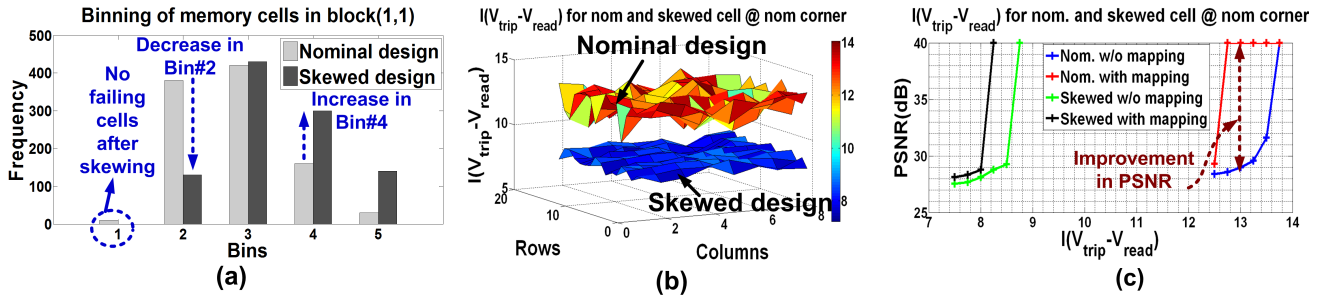 Binning of memory cells in block(1,1)
500
400
300
200
100
0
Frequency
Decrease in
Bin#2
Nominal design
Skewed design
No
failing
cells
after
skewing
Increase in
Bin#4
1
2
3
4
5
Bins
(a)
I(Vtrip-Vread) for nom and skewed cell @ nom corner
15
10
5
I(Vtrip-Vread)
Nominal design
Skewed design
20
10
0
Rows
0
2
4
6
8
Columns
14
12
10
8
(b)
I(Vtrip-Vread) for nom. and skewed cell @ nom corner
40
35
30
25
PSNR(dB)
Nom. w/o mapping
Nom. with mapping
Skewed w/o mapping
Skewed with mapping
Improvement
in PSNR
7
8
9
10
11
12
13
14
I(Vtrip-Vread)
(c)